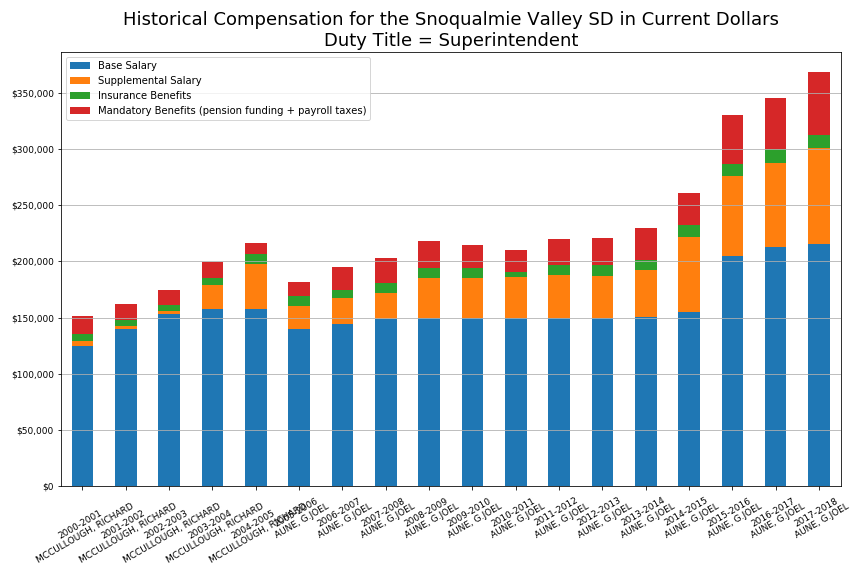 Historical Compensation for the Snoqualmie Valley SD in Current Dollars
Duty Title = Superintendent
Base Salary
Supplemental Salary
Insurance Benefits
Mandatory Benefits (pension funding + payroll taxes)
$350,000
$300,000
$250,000
$200,000
$150,000
$100,000
$50,000
$0
2000-2001
MCCULLOUGH, RICHARD
2001-2002
MCCULLOUGH, RICHARD
2002-2003
MCCULLOUGH, RICHARD
2003-2004
MCCULLOUGH, RICHARD
2004-2005
MCCULLOUGH, RICHARD
2005-2006
AUNE, G JOEL
2006-2007
AUNE, G JOEL
2007-2008
AUNE, G JOEL
2008-2009
AUNE, G JOEL
2009-2010
AUNE, G JOEL
2010-2011
AUNE, G JOEL
2011-2012
AUNE, G JOEL
2012-2013
AUNE, G JOEL
2013-2014
AUNE, G JOEL
2014-2015
AUNE, G JOEL
2015-2016
AUNE, G JOEL
2016-2017
AUNE, G JOEL
2017-2018
AUNE, G JOEL